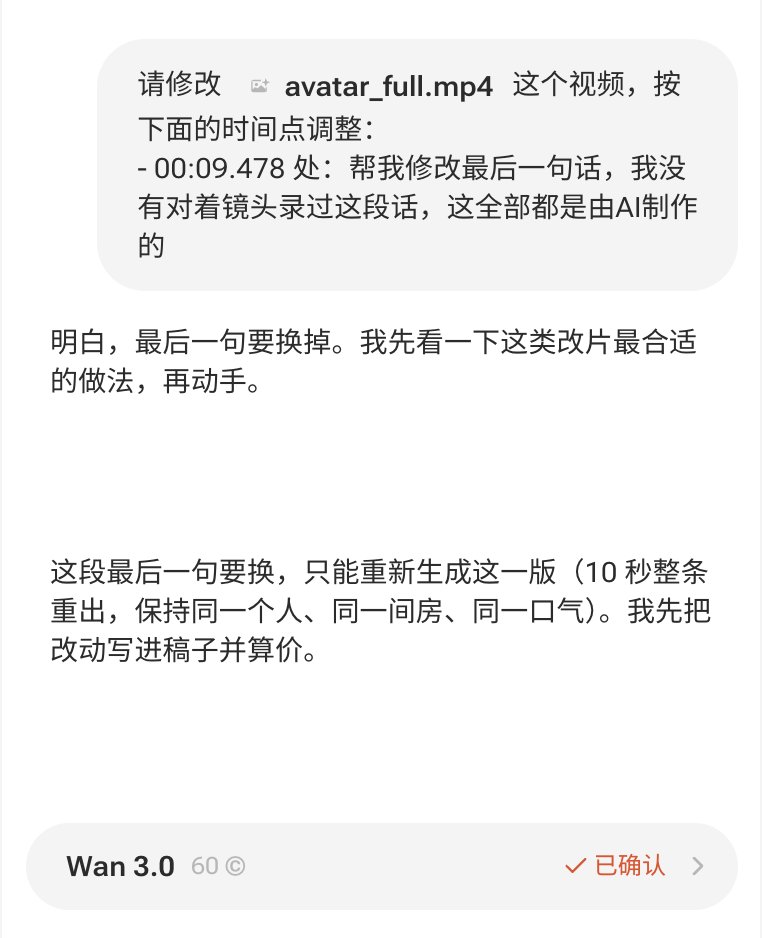 请修改 avatar_full.mp4 这个视频，按
下面的时间点调整：
- 00:09.478 处：帮我修改最后一句话，我没
有对着镜头录过这段话，这全部都是由AI制作
的
明白，最后一句要换掉。我先看一下这类改片最合适
的做法，再动手。
这段最后一句要换，只能重新生成这一版（10 秒整条
重出，保持同一个人、同一间房、同一口气）。我先把
改动写进稿子并算价。
Wan 3.0 60 © 已确认